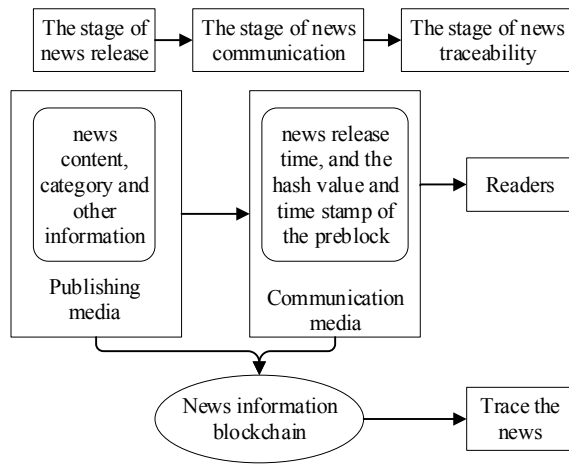 The stage of
news release
The stage of news
communication
The stage of news
traceability
news
content,
category and
other
information
Publishing
media
news release
time, and the
hash value and
time stamp of
the preblock
Communication
media
Readers
News information
blockchain
Trace the
news